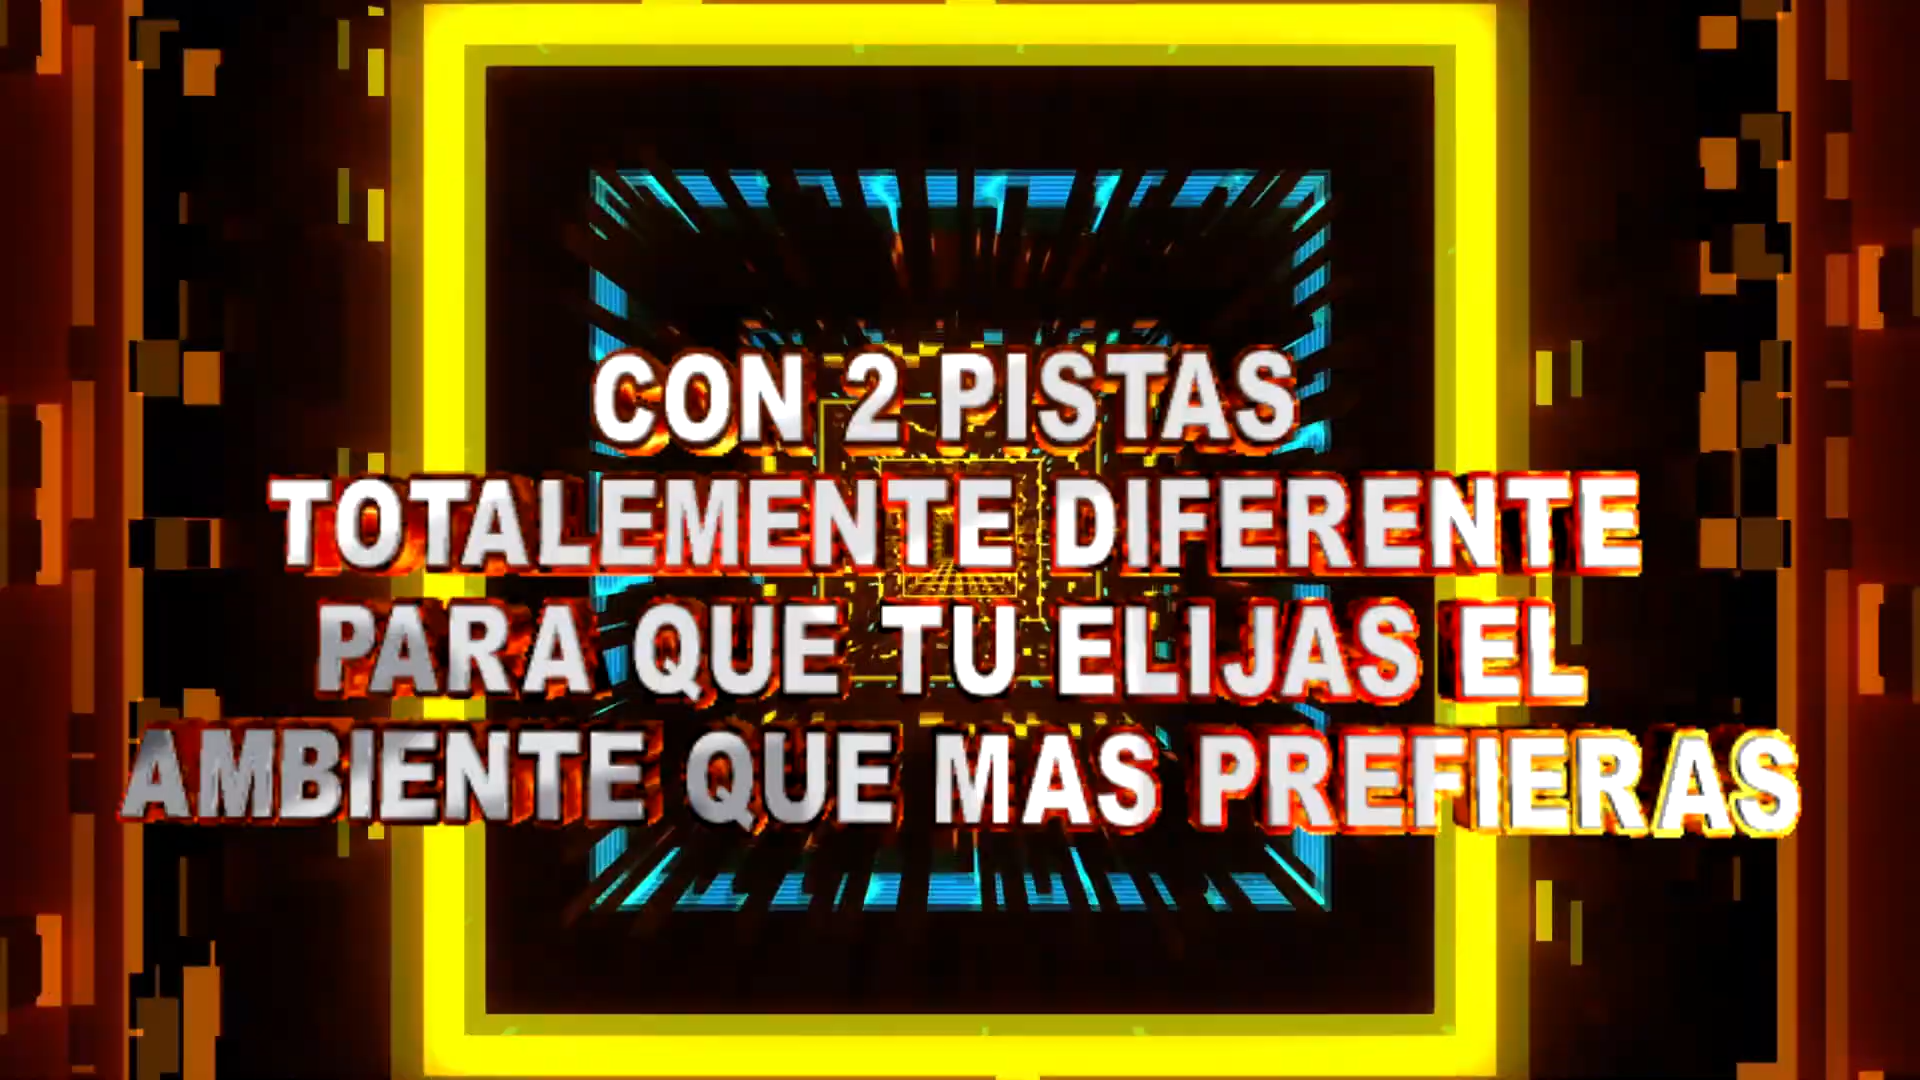 CON 2 PISTAS
TOTALEMENTE DIFERENTE
PARA QUE TU ELIJAS EL
AMBIENTE QUE MAS PREFIERAS